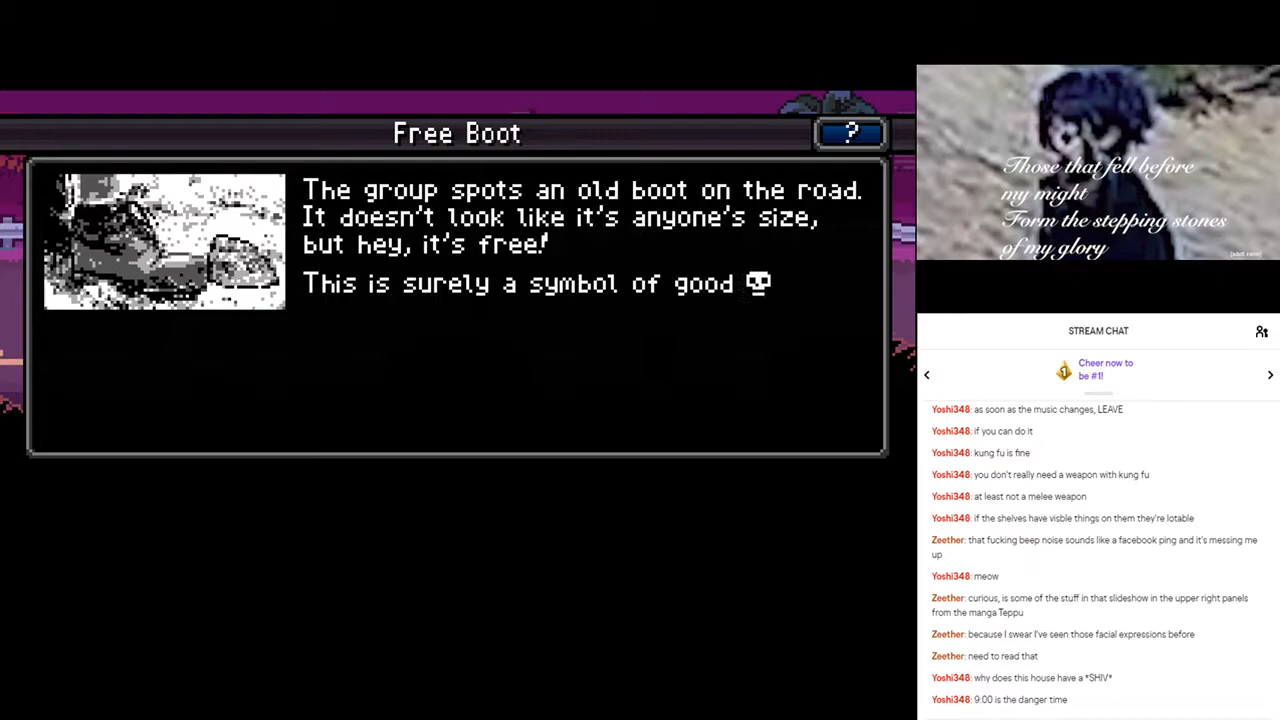 Free Boot
?
The group spots an old boot on the road.
It doesn't look like it's anyone's size,
but hey, it's free!
This is surely a symbol of good
Those that fell before
my might
Form the stepping stones
of my glory
[adult swim]
STREAM CHAT
Cheer now to
be #1!
1
Yoshi348: as soon as the music changes, LEAVE
Yoshi348: if you can do it
Yoshi348: kung fu is fine
Yoshi348: you don't really need a weapon with kung fu
Yoshi348: at least not a melee weapon
Yoshi348: if the shelves have visble things on them they're lotable
Zeether: that fucking beep noise sounds like a facebook ping and it's messing me
up
Yoshi348: meow
Zeether: curious, is some of the stuff in that slideshow in the upper right panels
from the manga Teppu
Zeether: because I swear I've seen those facial expressions before
Zeether: need to read that
Yoshi348: why does this house have a *SHIV*
Yoshi348: 9:00 is the danger time